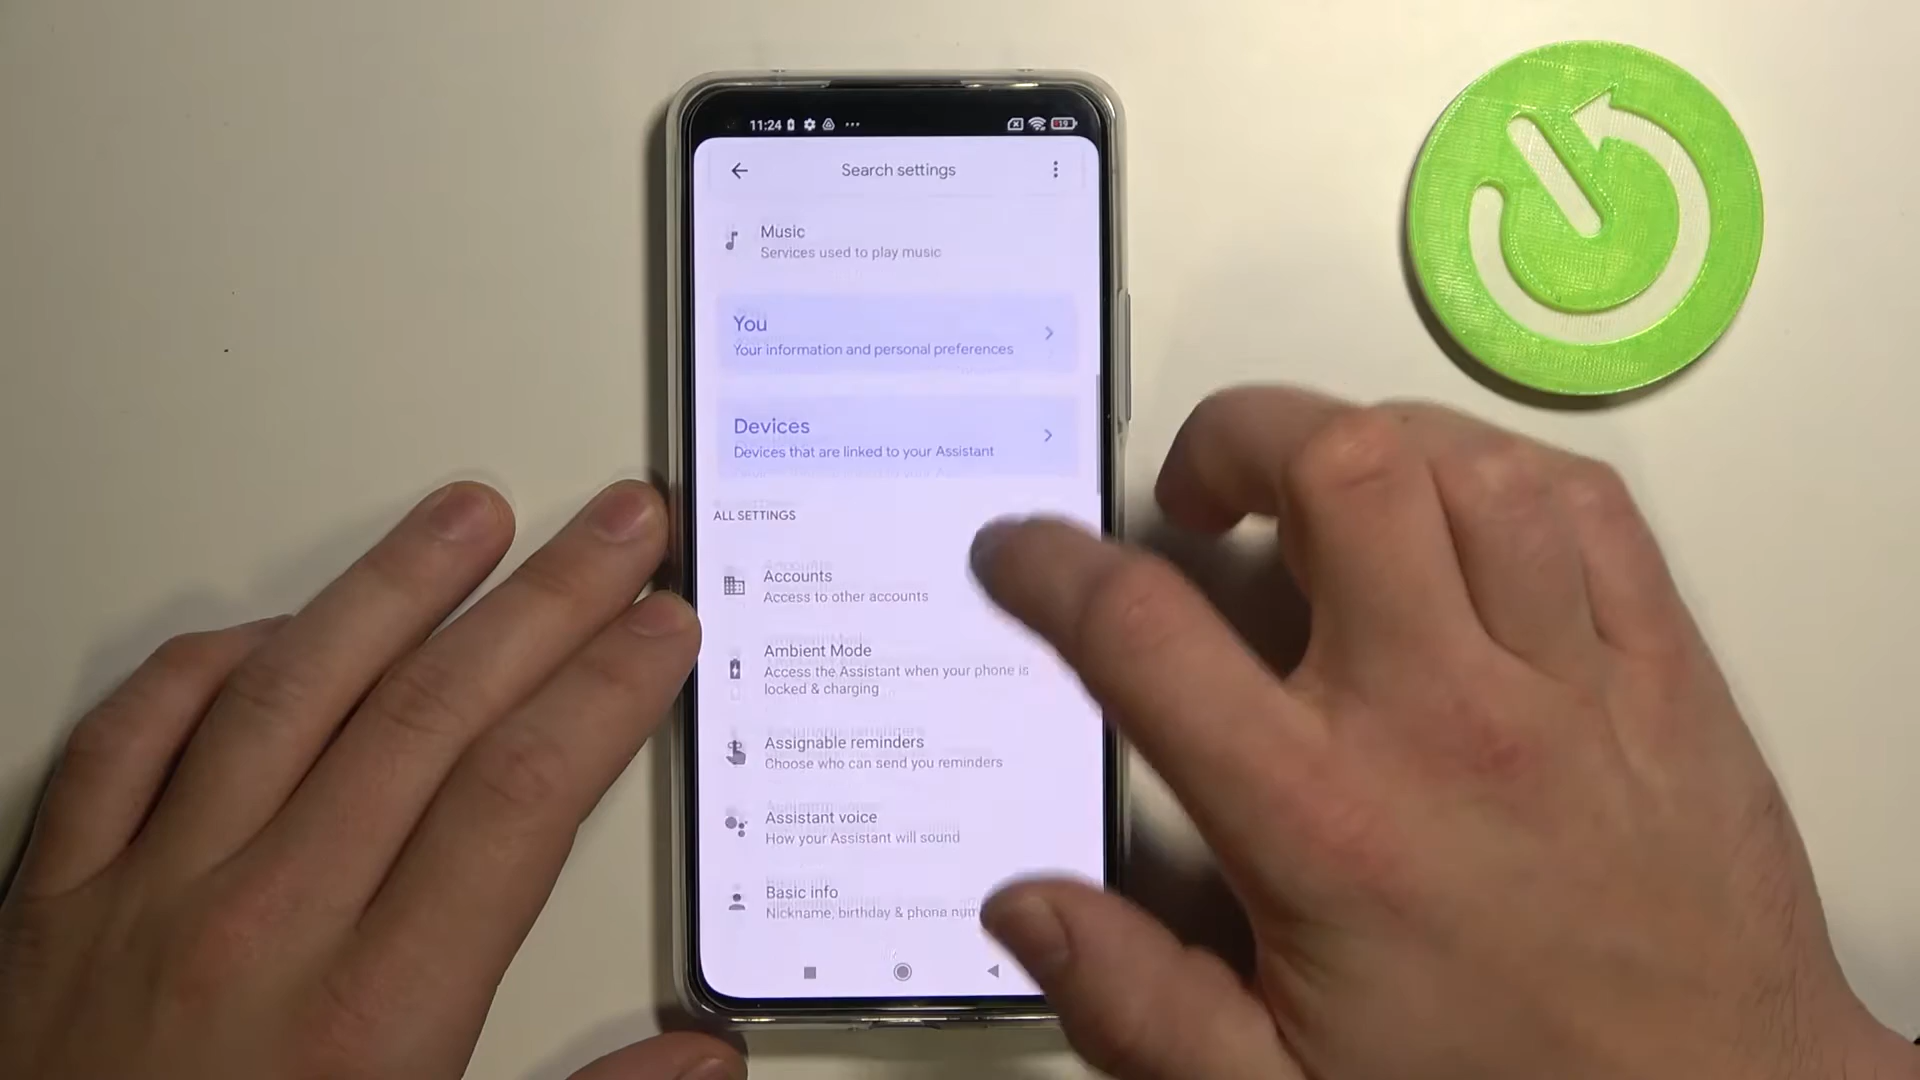 11:24
19
Search settings
Music
Services used to play music
You
Your information and personal preferences
Devices
Devices that are linked to your Assistant
ALL SETTINGS
Accounts
Access to other accounts
Ambient Mode
Access the Assistant when your phone is
locked & charging
Assignable reminders
Choose who can send you reminders
Assistant voice
How your Assistant will sound
Basic info
Nickname, birthday & phone num